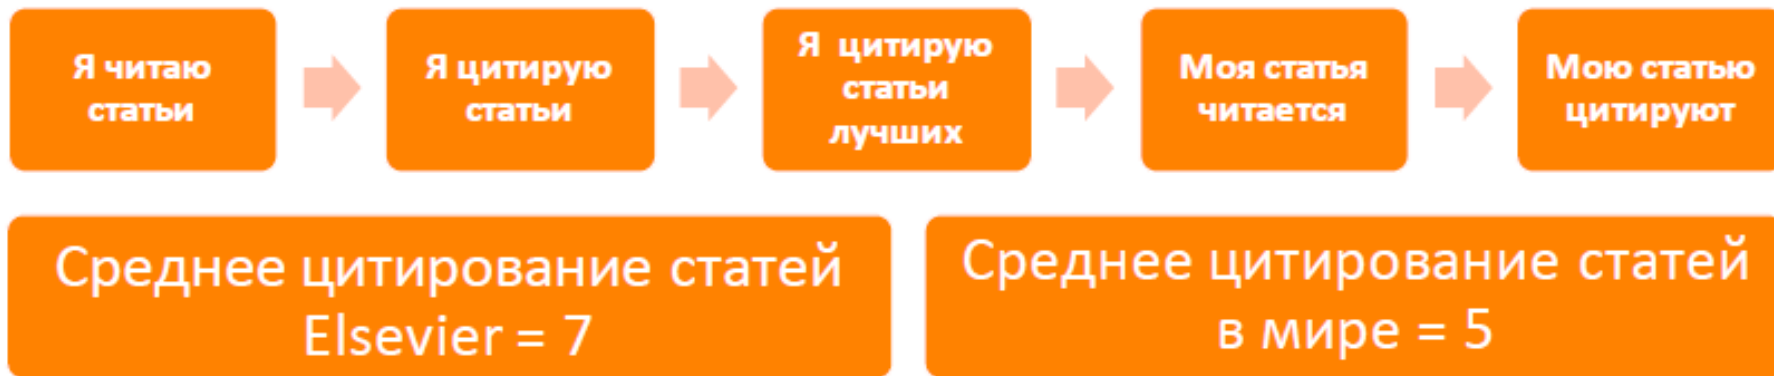 Я читаю
статьи
Я цитирую
статьи
Я цитирую
статьи
лучших
Моя статья
читается
Мою статью
цитируют
Среднее цитирование статей
Elsevier = 7
Среднее цитирование статей
в мире = 5